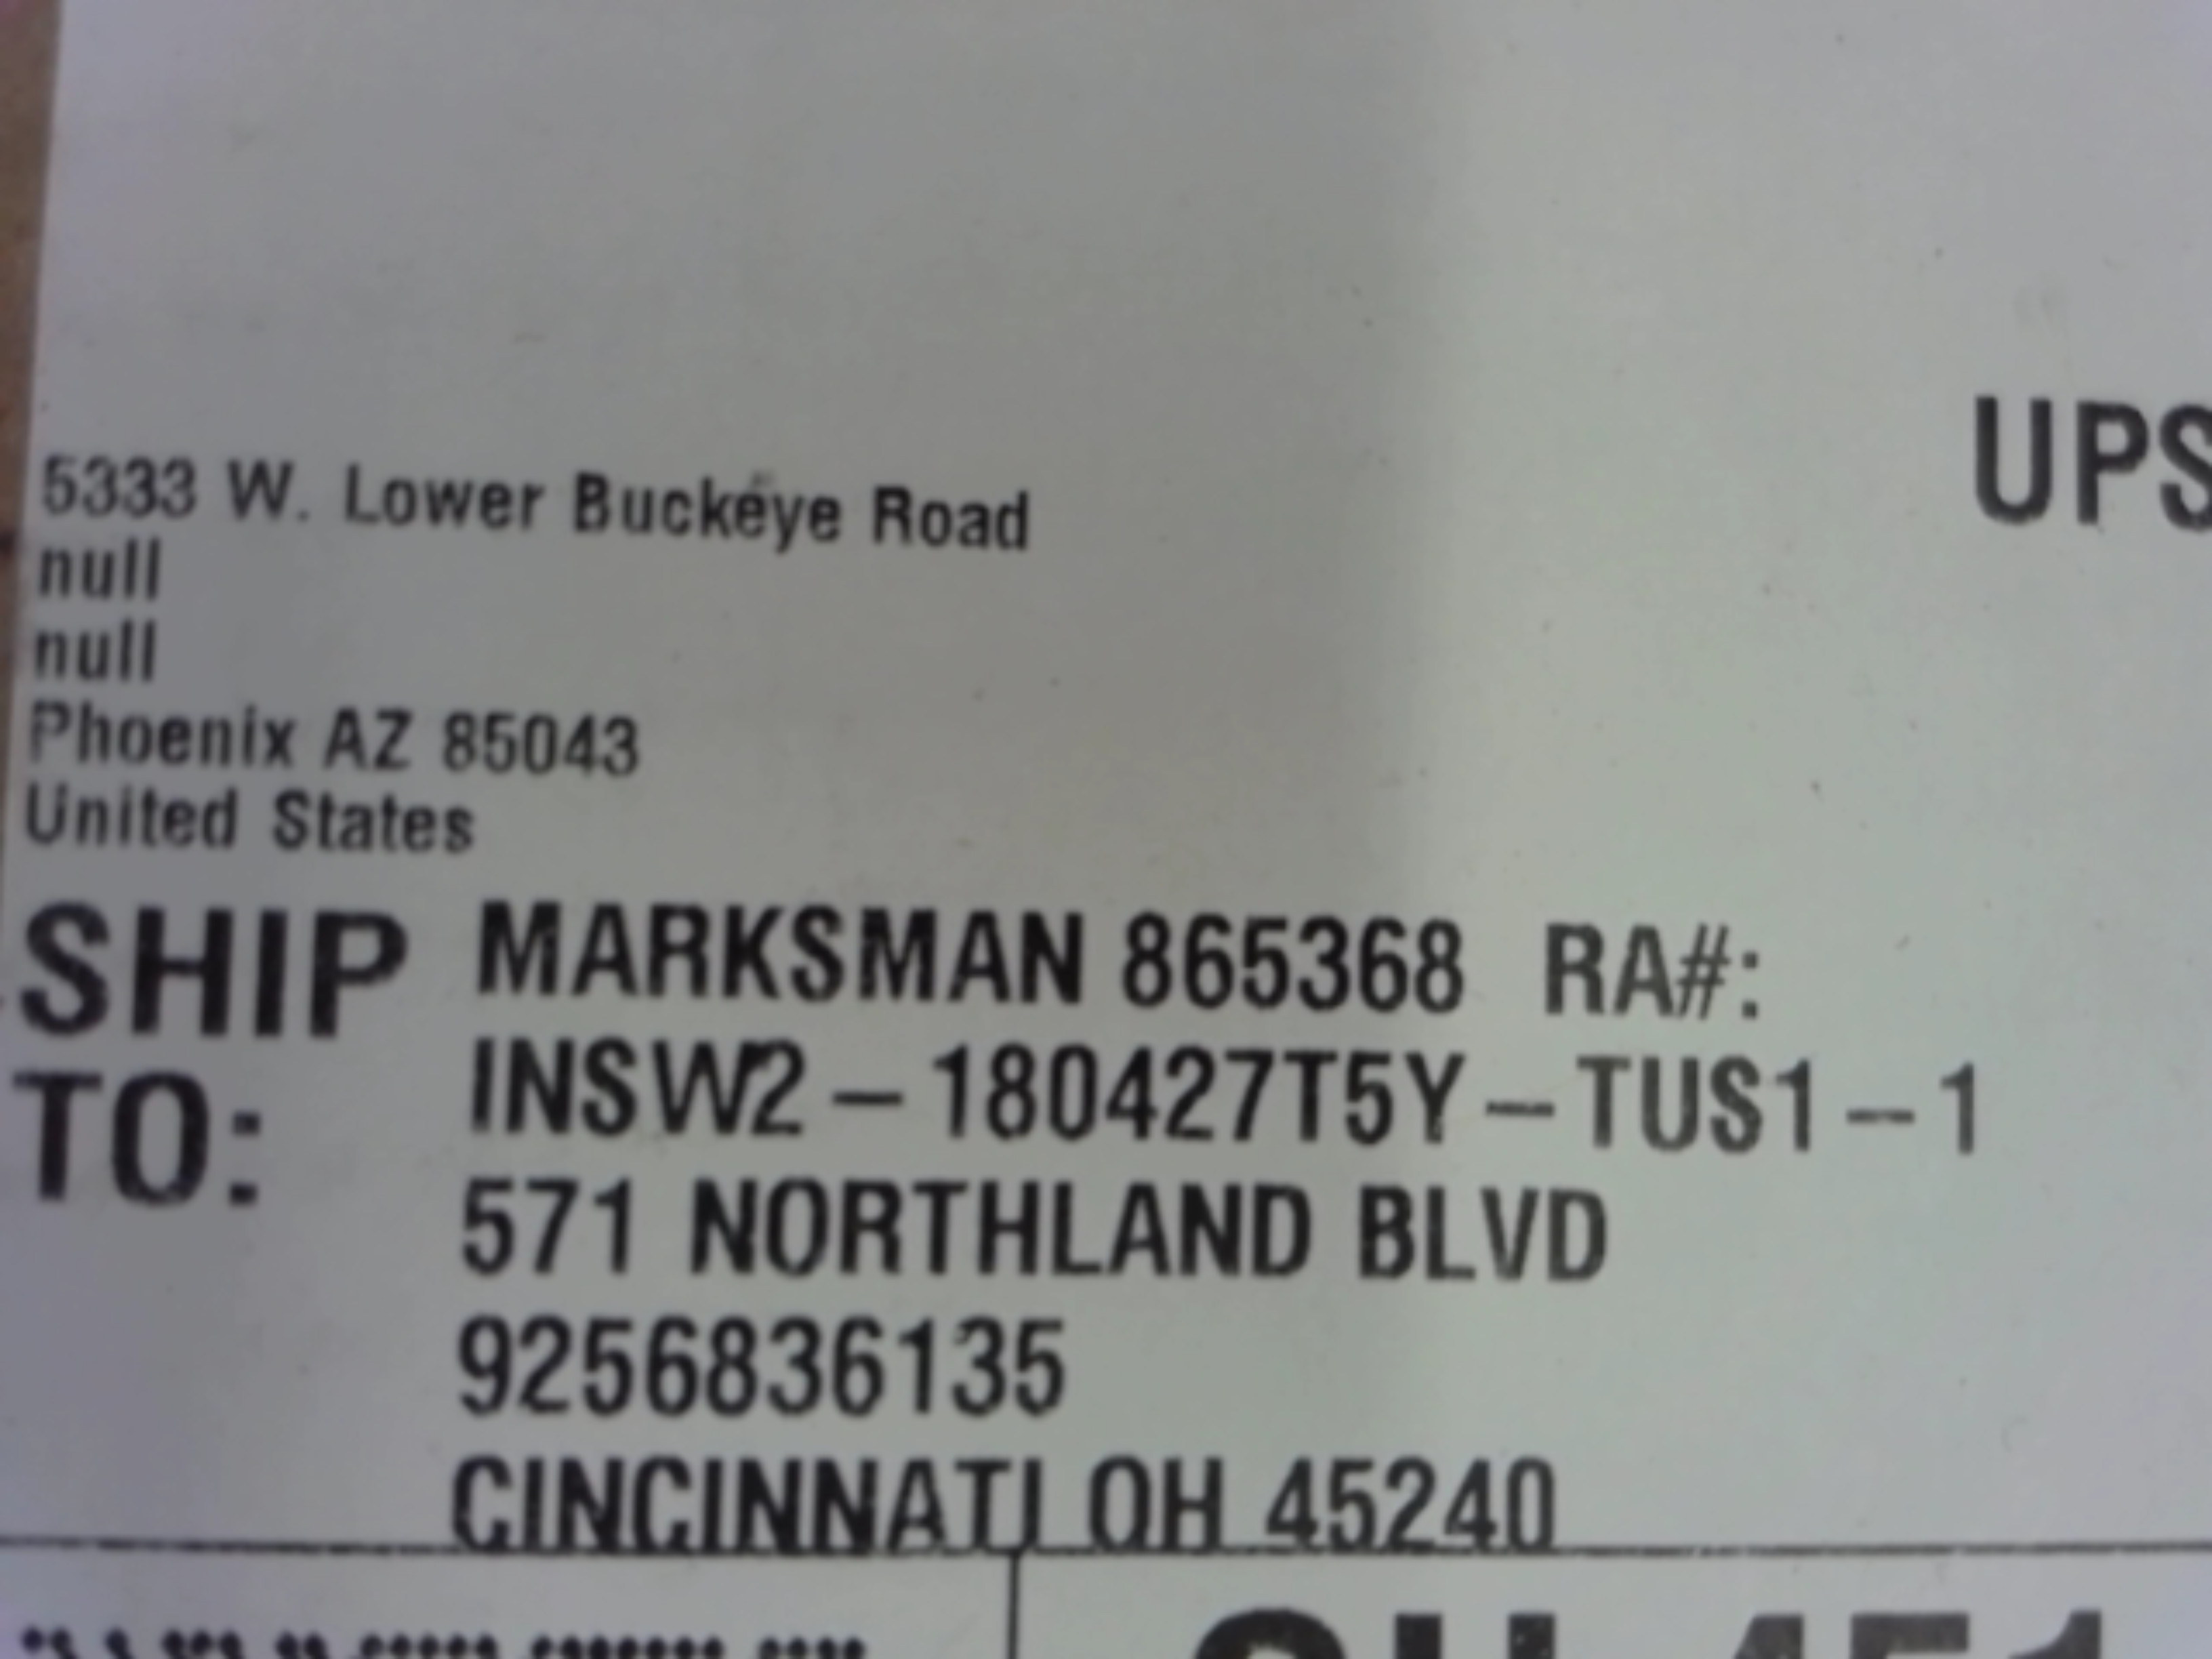 UPS
5333 W. Lower Buckeye Road
null
null
Phoenix AZ 85043
United States
SHIP TO:
MARKSMAN 865368 RA#:
INSW2-180427T5Y-TUS1-1
571 NORTHLAND BLVD
9256836135
CINCINNATI OH 45240